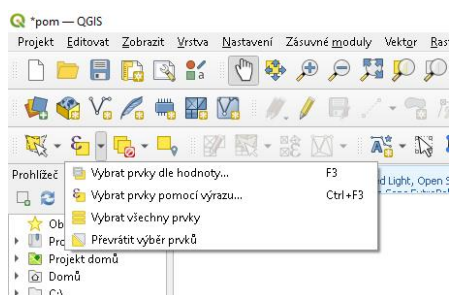 *pom — QGIS
Projekt Editovat Zobrazit Vrstva Nastavení Zásuvné moduly Vektor Ras
Vybrat prvky dle hodnoty... F3
Vybrat prvky pomocí výrazu... Ctrl+F3
Vybrat všechny prvky
Převrátit výběr prvků
Prohlížeč
d Light, Open S
Ob
Pro
Projekt domů
Domů
C:\